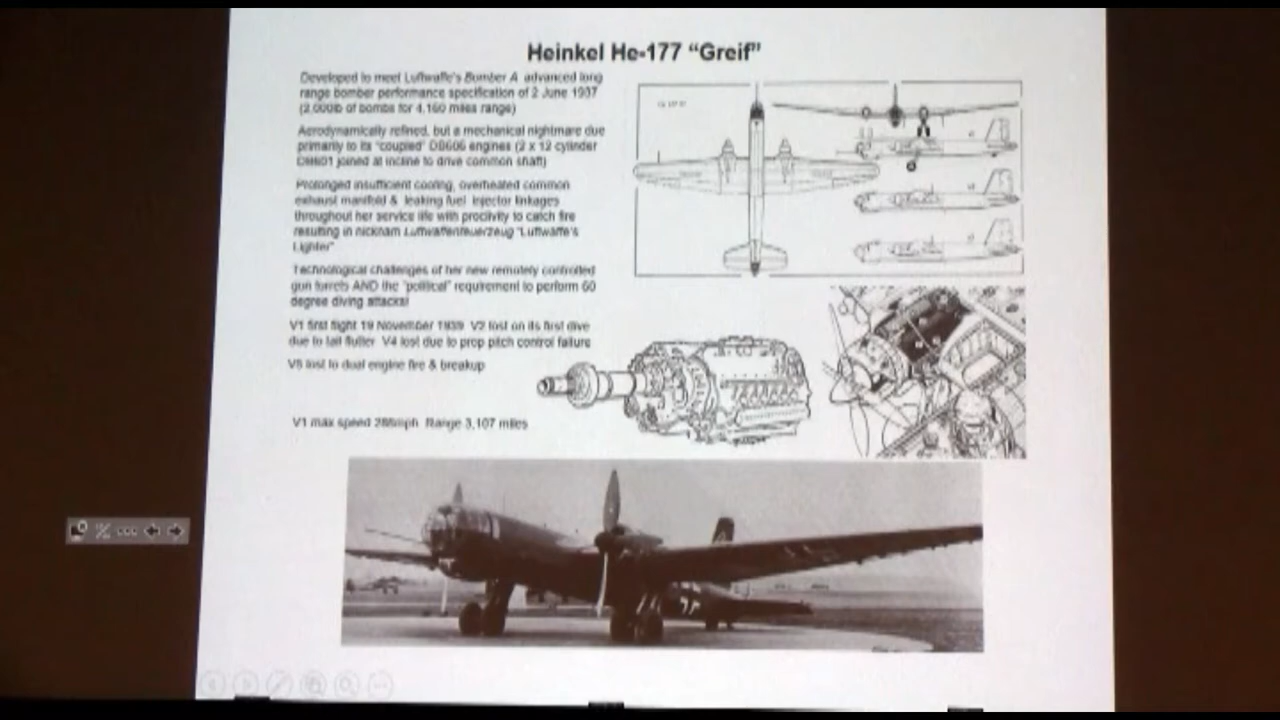 Heinkel He-177 “Greif”
Developed to meet Luftwaffe's Bomber A advanced long
range bomber performance specification of 2 June 1937
(2,000lb of bombs for 4,160 miles range)
Aerodynamically refined, but a mechanical nightmare due
primarily to its "coupled" DB606 engines (2 x 12 cylinder
DB601 joined at incline to drive common shaft)
Prolonged insufficient cooling, overheated common
exhaust manifold & leaking fuel injector linkages
throughout her service life with proclivity to catch fire
resulting in nickname Luftwaffenfeuerzeug "Luftwaffe's
Lighter"
Technological challenges of her new remotely controlled
gun turrets AND the "political" requirement to perform 60
degree diving attacks!
V1 first flight 19 November 1939 V2 lost on its first dive
due to tail flutter V4 lost due to prop pitch control failure
V5 lost to dual engine fire & breakup
V1 max speed 286mph Range 3,107 miles